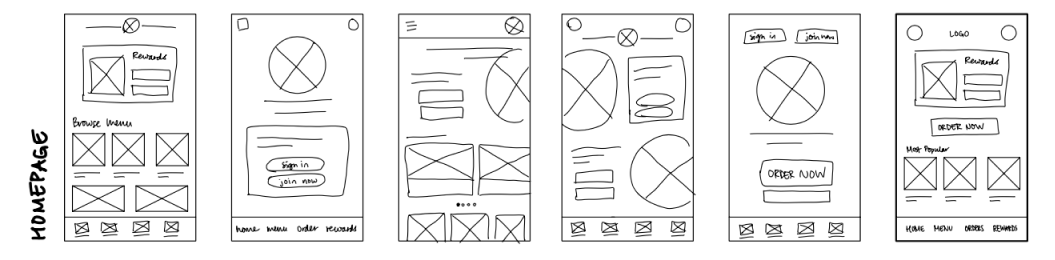 HOMEPAGE
Rewards
Browse Menu
sign in
join now
home menu order rewards
sign in
join now
ORDER NOW
LOGO
Rewards
ORDER NOW
Most Popular
HOME MENU ORDERS REWARDS